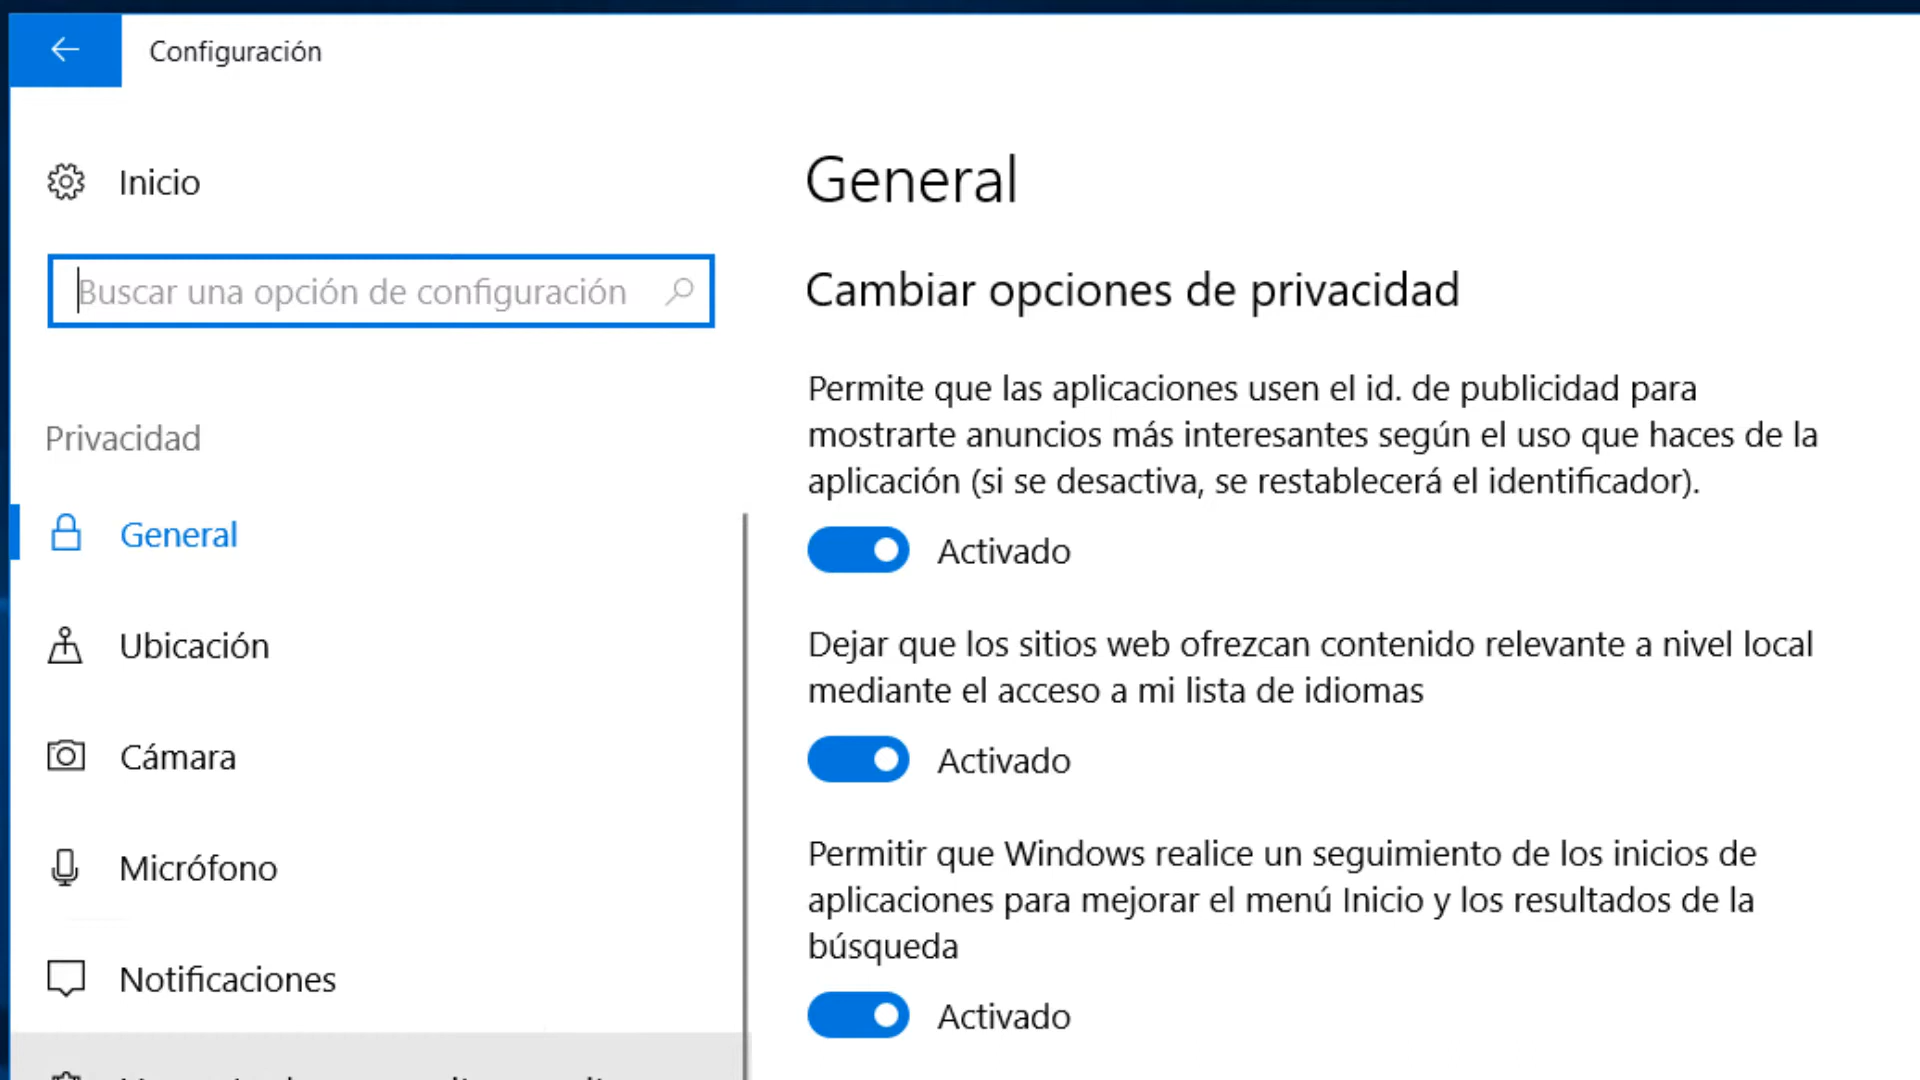 Configuración
Inicio
Buscar una opción de configuración
Privacidad
General
Ubicación
Cámara
Micrófono
Notificaciones
General
Cambiar opciones de privacidad
Permite que las aplicaciones usen el id. de publicidad para
mostrarte anuncios más interesantes según el uso que haces de la
aplicación (si se desactiva, se restablecerá el identificador).
Activado
Dejar que los sitios web ofrezcan contenido relevante a nivel local
mediante el acceso a mi lista de idiomas
Activado
Permitir que Windows realice un seguimiento de los inicios de
aplicaciones para mejorar el menú Inicio y los resultados de la
búsqueda
Activado